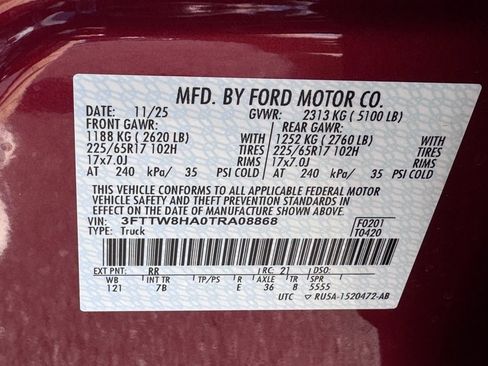 MFD. BY FORD MOTOR CO.
DATE: 11/25 GVWR: 2313 KG ( 5100 LB)
FRONT GAWR: REAR GAWR:
1188 KG ( 2620 LB) 1252 KG ( 2760 LB)
225/65R17 102H TIRES 225/65R17 102H TIRES
17x7.0J RIMS 17x7.0J RIMS
AT 240 kPa/ 35 PSI COLD AT 240 kPa/ 35 PSI COLD
THIS VEHICLE CONFORMS TO ALL APPLICABLE FEDERAL MOTOR
VEHICLE SAFETY AND THEFT PREVENTION STANDARDS IN
EFFECT ON THE DATE OF MANUFACTURE SHOWN ABOVE.
VIN: 3FTTW8HA0TRA08868 F0201
TYPE: Truck T0420
EXT PNT: RR RC: 21 DSO:
WB INT TR TP/PS R AXLE TR SPR
121 7B E 36 8 5555
UTC ▽ RU5A-1520472-AB